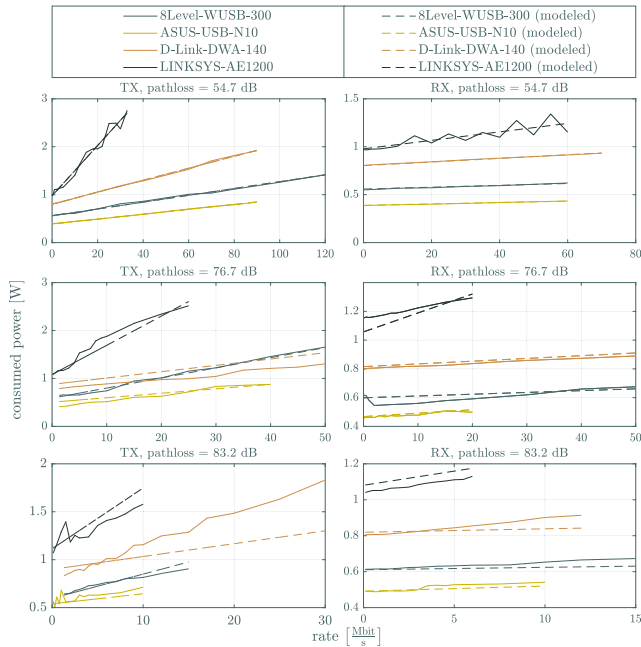 8Level-WUSB-300
ASUS-USB-N10
D-Link-DWA-140
LINKSYS-AE1200
8Level-WUSB-300 (modeled)
ASUS-USB-N10 (modeled)
D-Link-DWA-140 (modeled)
LINKSYS-AE1200 (modeled)
TX, pathloss = 54.7 dB
3
2
1
0
0 20 40 60 80 100 120
RX, pathloss = 54.7 dB
1.5
1
0.5
0
0 20 40 60 80
consumed power [W]
TX, pathloss = 76.7 dB
3
2
1
0
0 10 20 30 40 50
RX, pathloss = 76.7 dB
1.2
1
0.8
0.6
0.4
0 10 20 30 40 50
TX, pathloss = 83.2 dB
2
1.5
1
0.5
0 10 20 30
RX, pathloss = 83.2 dB
1.2
1
0.8
0.6
0.4
0 5 10 15
rate [Mbit/s]